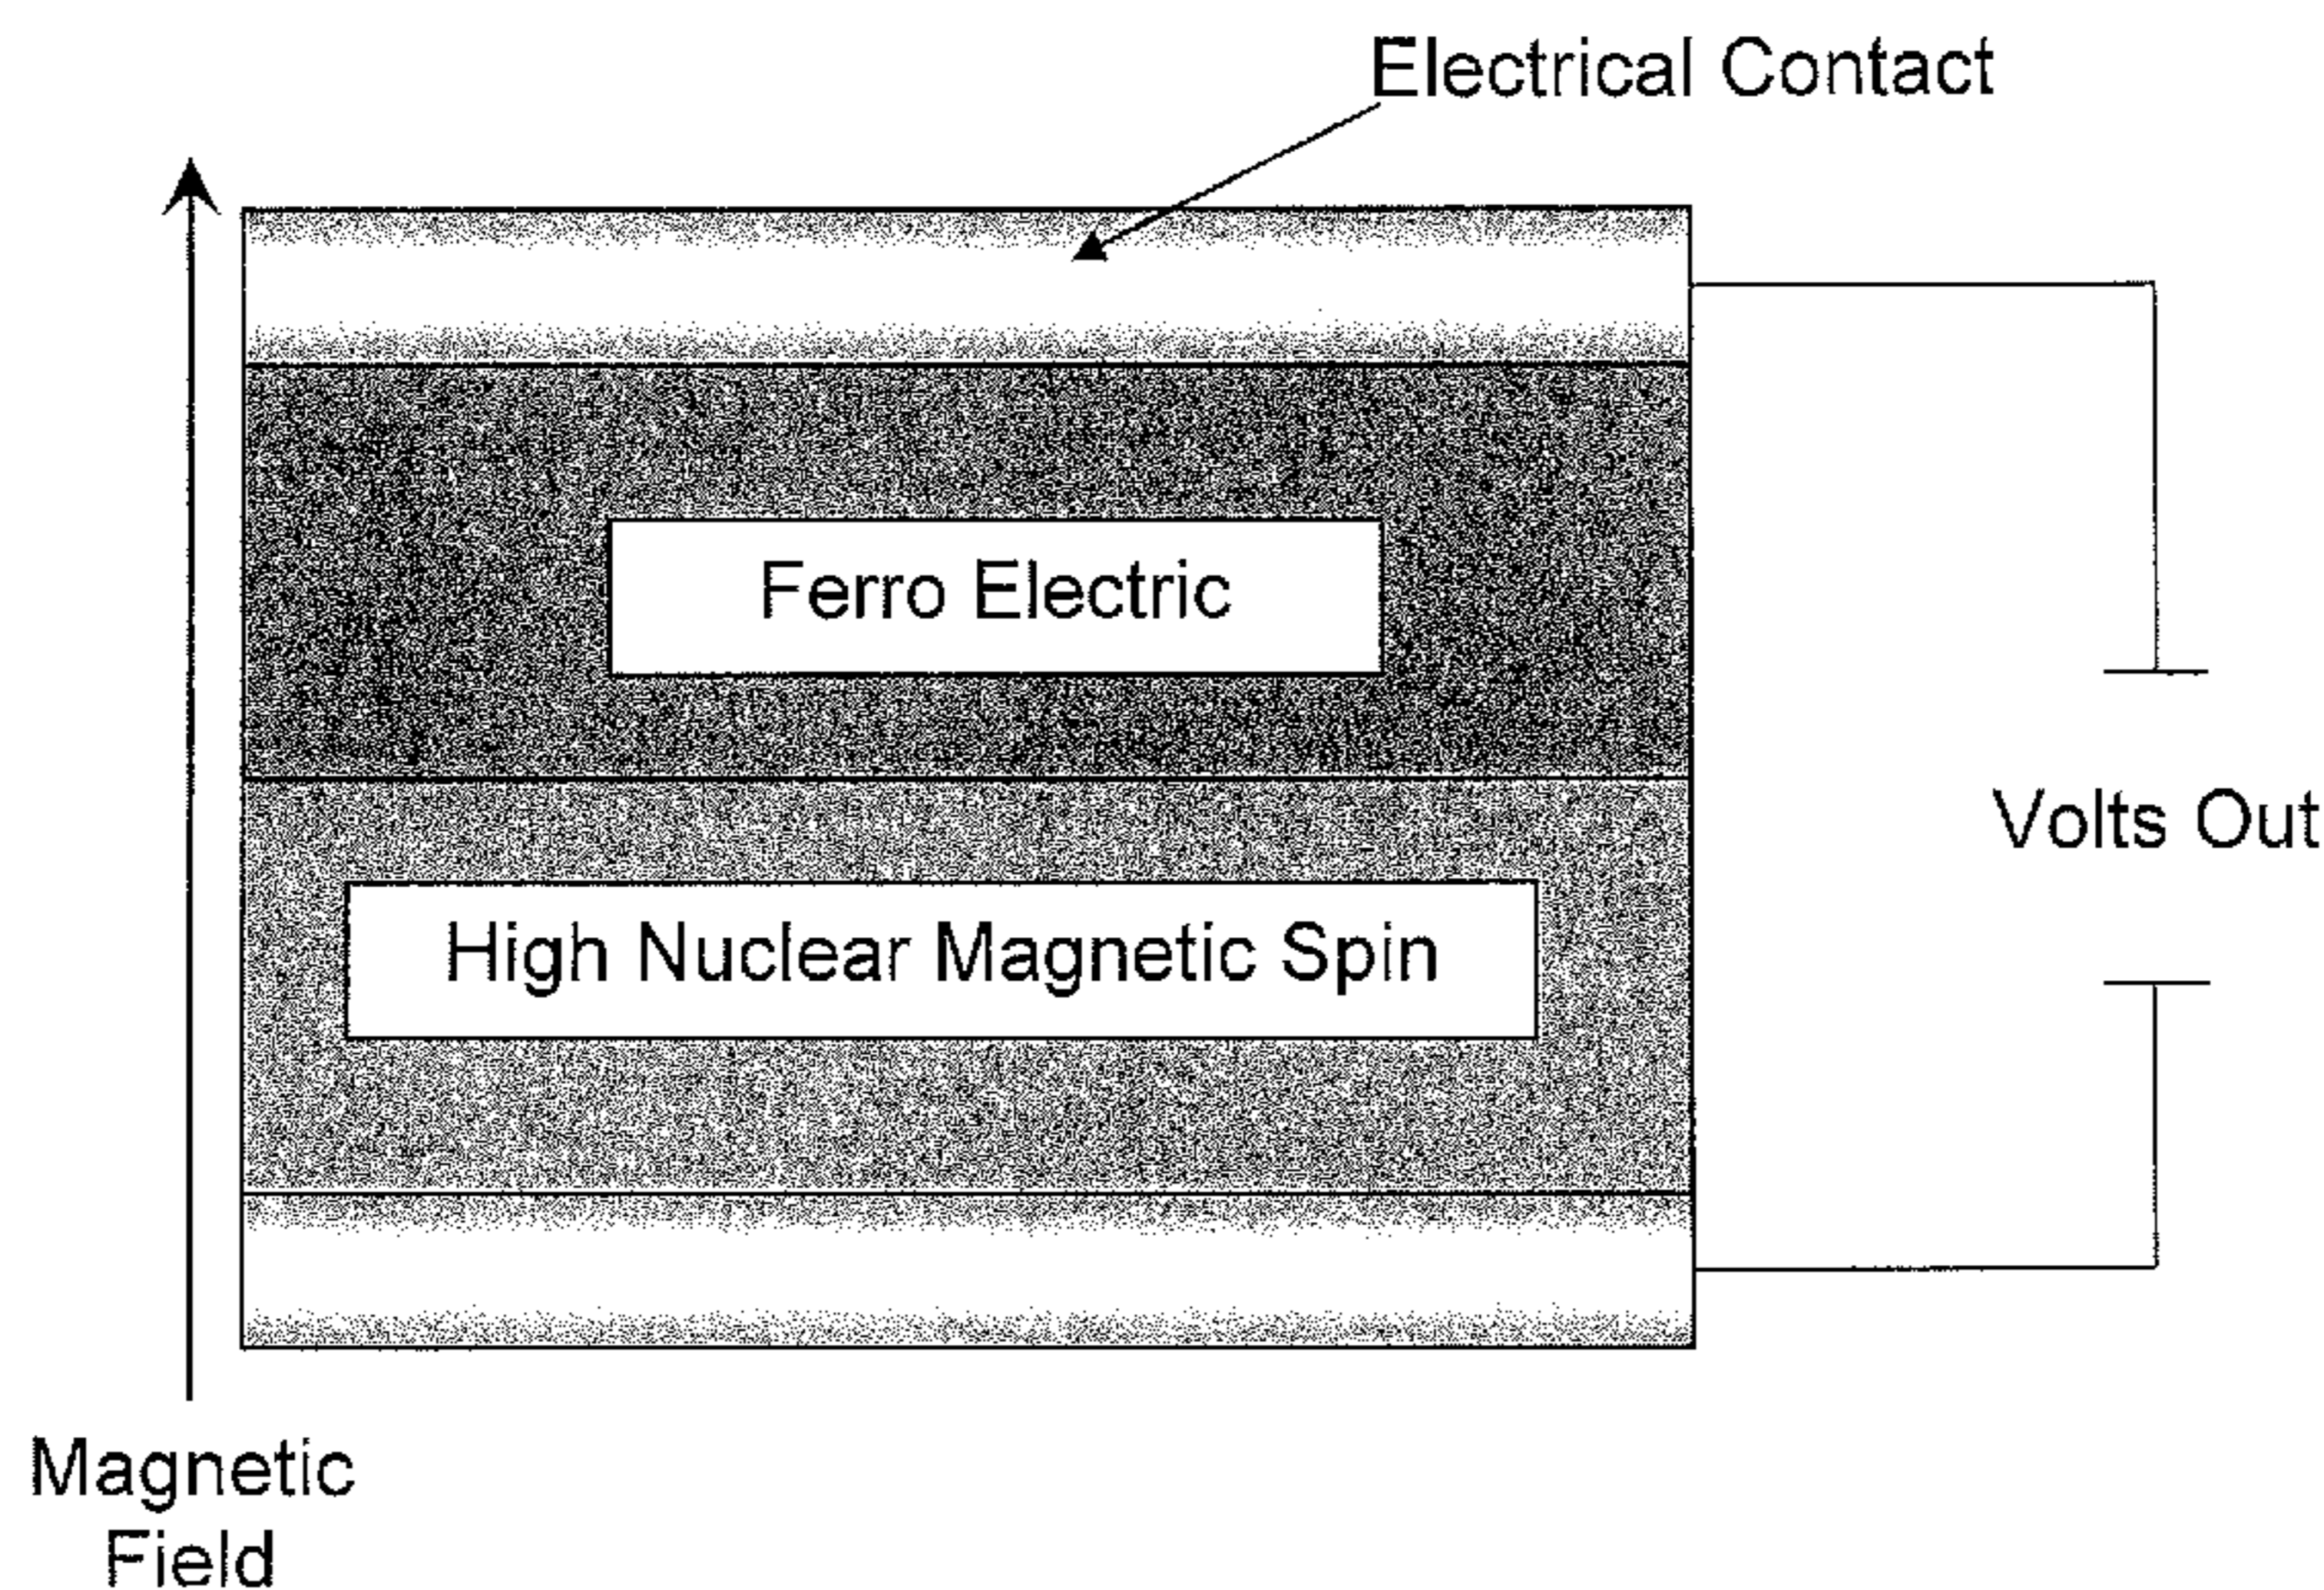 Electrical Contact
Ferro Electric
Volts Out
High Nuclear Magnetic Spin
Magnetic
Field